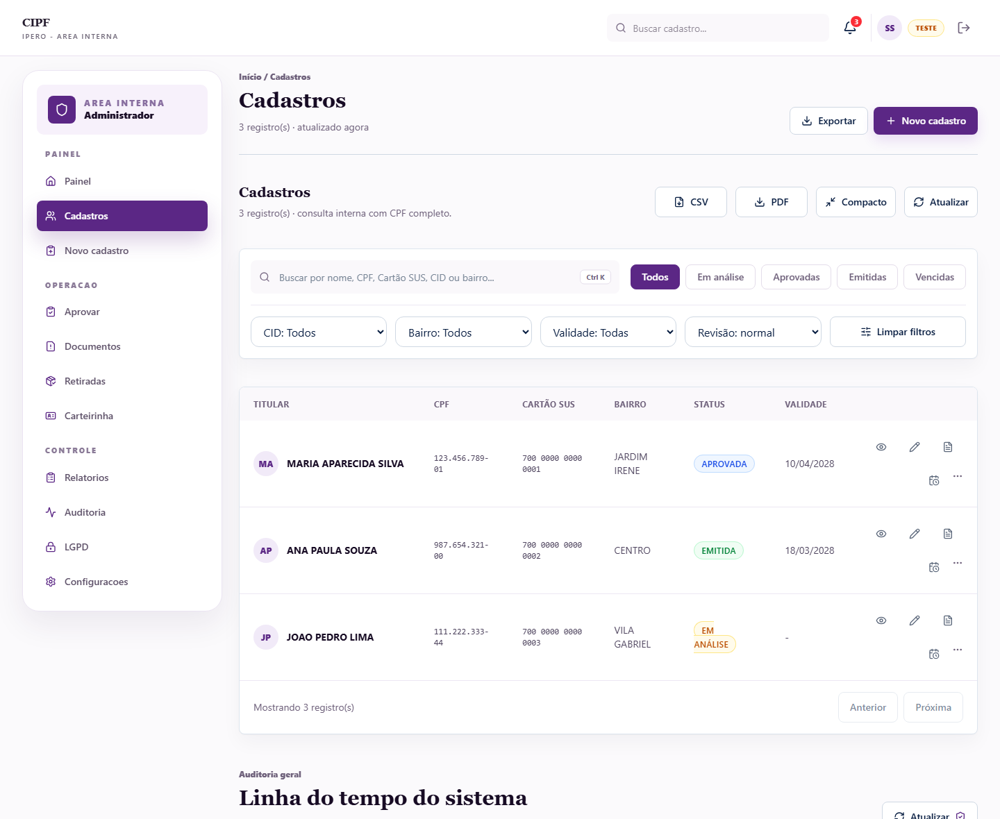 CIPF
IPERO - AREA INTERNA
Buscar cadastro...
3
SS
TESTE
AREA INTERNA
Administrador
PAINEL
Painel
Cadastros
Novo cadastro
OPERACAO
Aprovar
Documentos
Retiradas
Carteirinha
CONTROLE
Relatorios
Auditoria
LGPD
Configuracoes
Início / Cadastros
Cadastros
3 registro(s) · atualizado agora
Exportar
Novo cadastro
Cadastros
3 registro(s) · consulta interna com CPF completo.
CSV
PDF
Compacto
Atualizar
Buscar por nome, CPF, Cartão SUS, CID ou bairro...
Ctrl K
Todos
Em análise
Aprovadas
Emitidas
Vencidas
CID: Todos
Bairro: Todos
Validade: Todas
Revisão: normal
Limpar filtros
TITULAR CPF CARTÃO SUS BAIRRO STATUS VALIDADE
MA
MARIA APARECIDA SILVA
123.456.789-
01
700 0000 0000
0001
JARDIM
IRENE
APROVADA
10/04/2028
AP
ANA PAULA SOUZA
987.654.321-
00
700 0000 0000
0002
CENTRO
EMITIDA
18/03/2028
JP
JOAO PEDRO LIMA
111.222.333-
44
700 0000 0000
0003
VILA
GABRIEL
EM
ANÁLISE
-
Mostrando 3 registro(s)
Anterior
Próxima
Auditoria geral
Linha do tempo do sistema
Atualizar